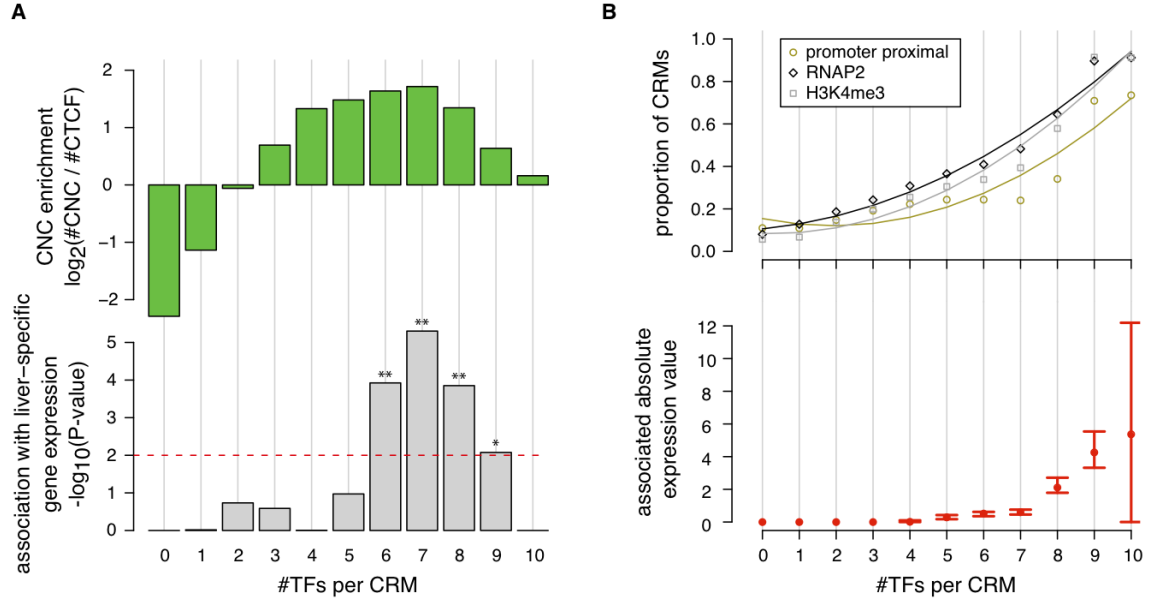 A
CNC enrichment
log2(#CNC / #CTCF)
2
1
0
−1
−2
association with liver−specific
gene expression
-log10(P-value)
5
4
3
2
1
0
**
**
**
*
0 1 2 3 4 5 6 7 8 9 10
#TFs per CRM
B
proportion of CRMs
1.0
0.8
0.6
0.4
0.2
0.0
promoter proximal
RNAP2
H3K4me3
associated absolute
expression value
12
10
8
6
4
2
0
0 1 2 3 4 5 6 7 8 9 10
#TFs per CRM